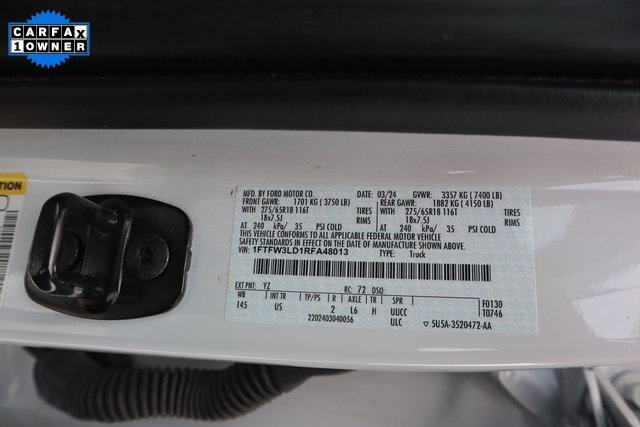 CARFAX
1 OWNER
TION
MFD. BY FORD MOTOR CO. 03/24 GVWR: 3357 KG (7400 LB)
FRONT GAWR: 1701 KG (3750 LB) REAR GAWR: 1882 KG (4150 LB)
WITH 275/65R18 116T TIRES WITH 275/65R18 116T TIRES
18x7.5J RIMS 18x7.5J RIMS
AT 240 kPa/ 35 PSI COLD AT 240 kPa/ 35 PSI COLD
THIS VEHICLE CONFORMS TO ALL APPLICABLE FEDERAL MOTOR VEHICLE
SAFETY STANDARDS IN EFFECT ON THE DATE OF MANUFACTURE SHOWN ABOVE.
VIN: 1FTFW3LD1RFA48013 TYPE: Truck
EXT PNT: YZ RC: 72 DSO:
WB INT TR R AXLE TR SPR F0130
145 US 2 L6 H UUCC T0746
2202403040056 ULC ▽ 5U5A-3520472-AA